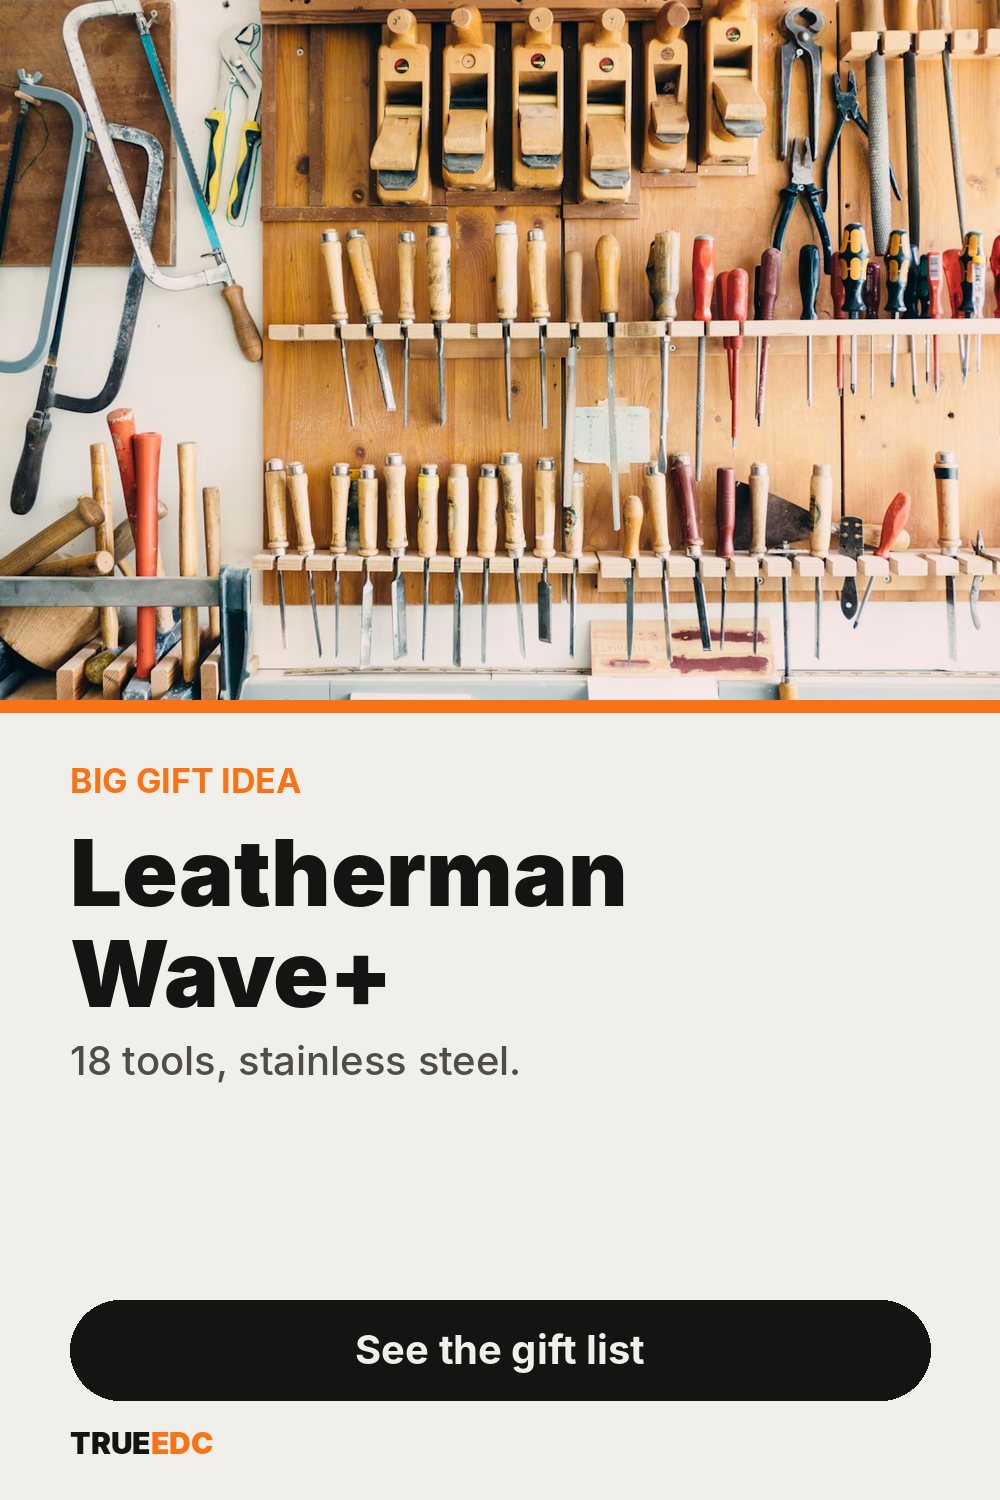 BIG GIFT IDEA
Leatherman
Wave+
18 tools, stainless steel.
See the gift list
TRUEEDC